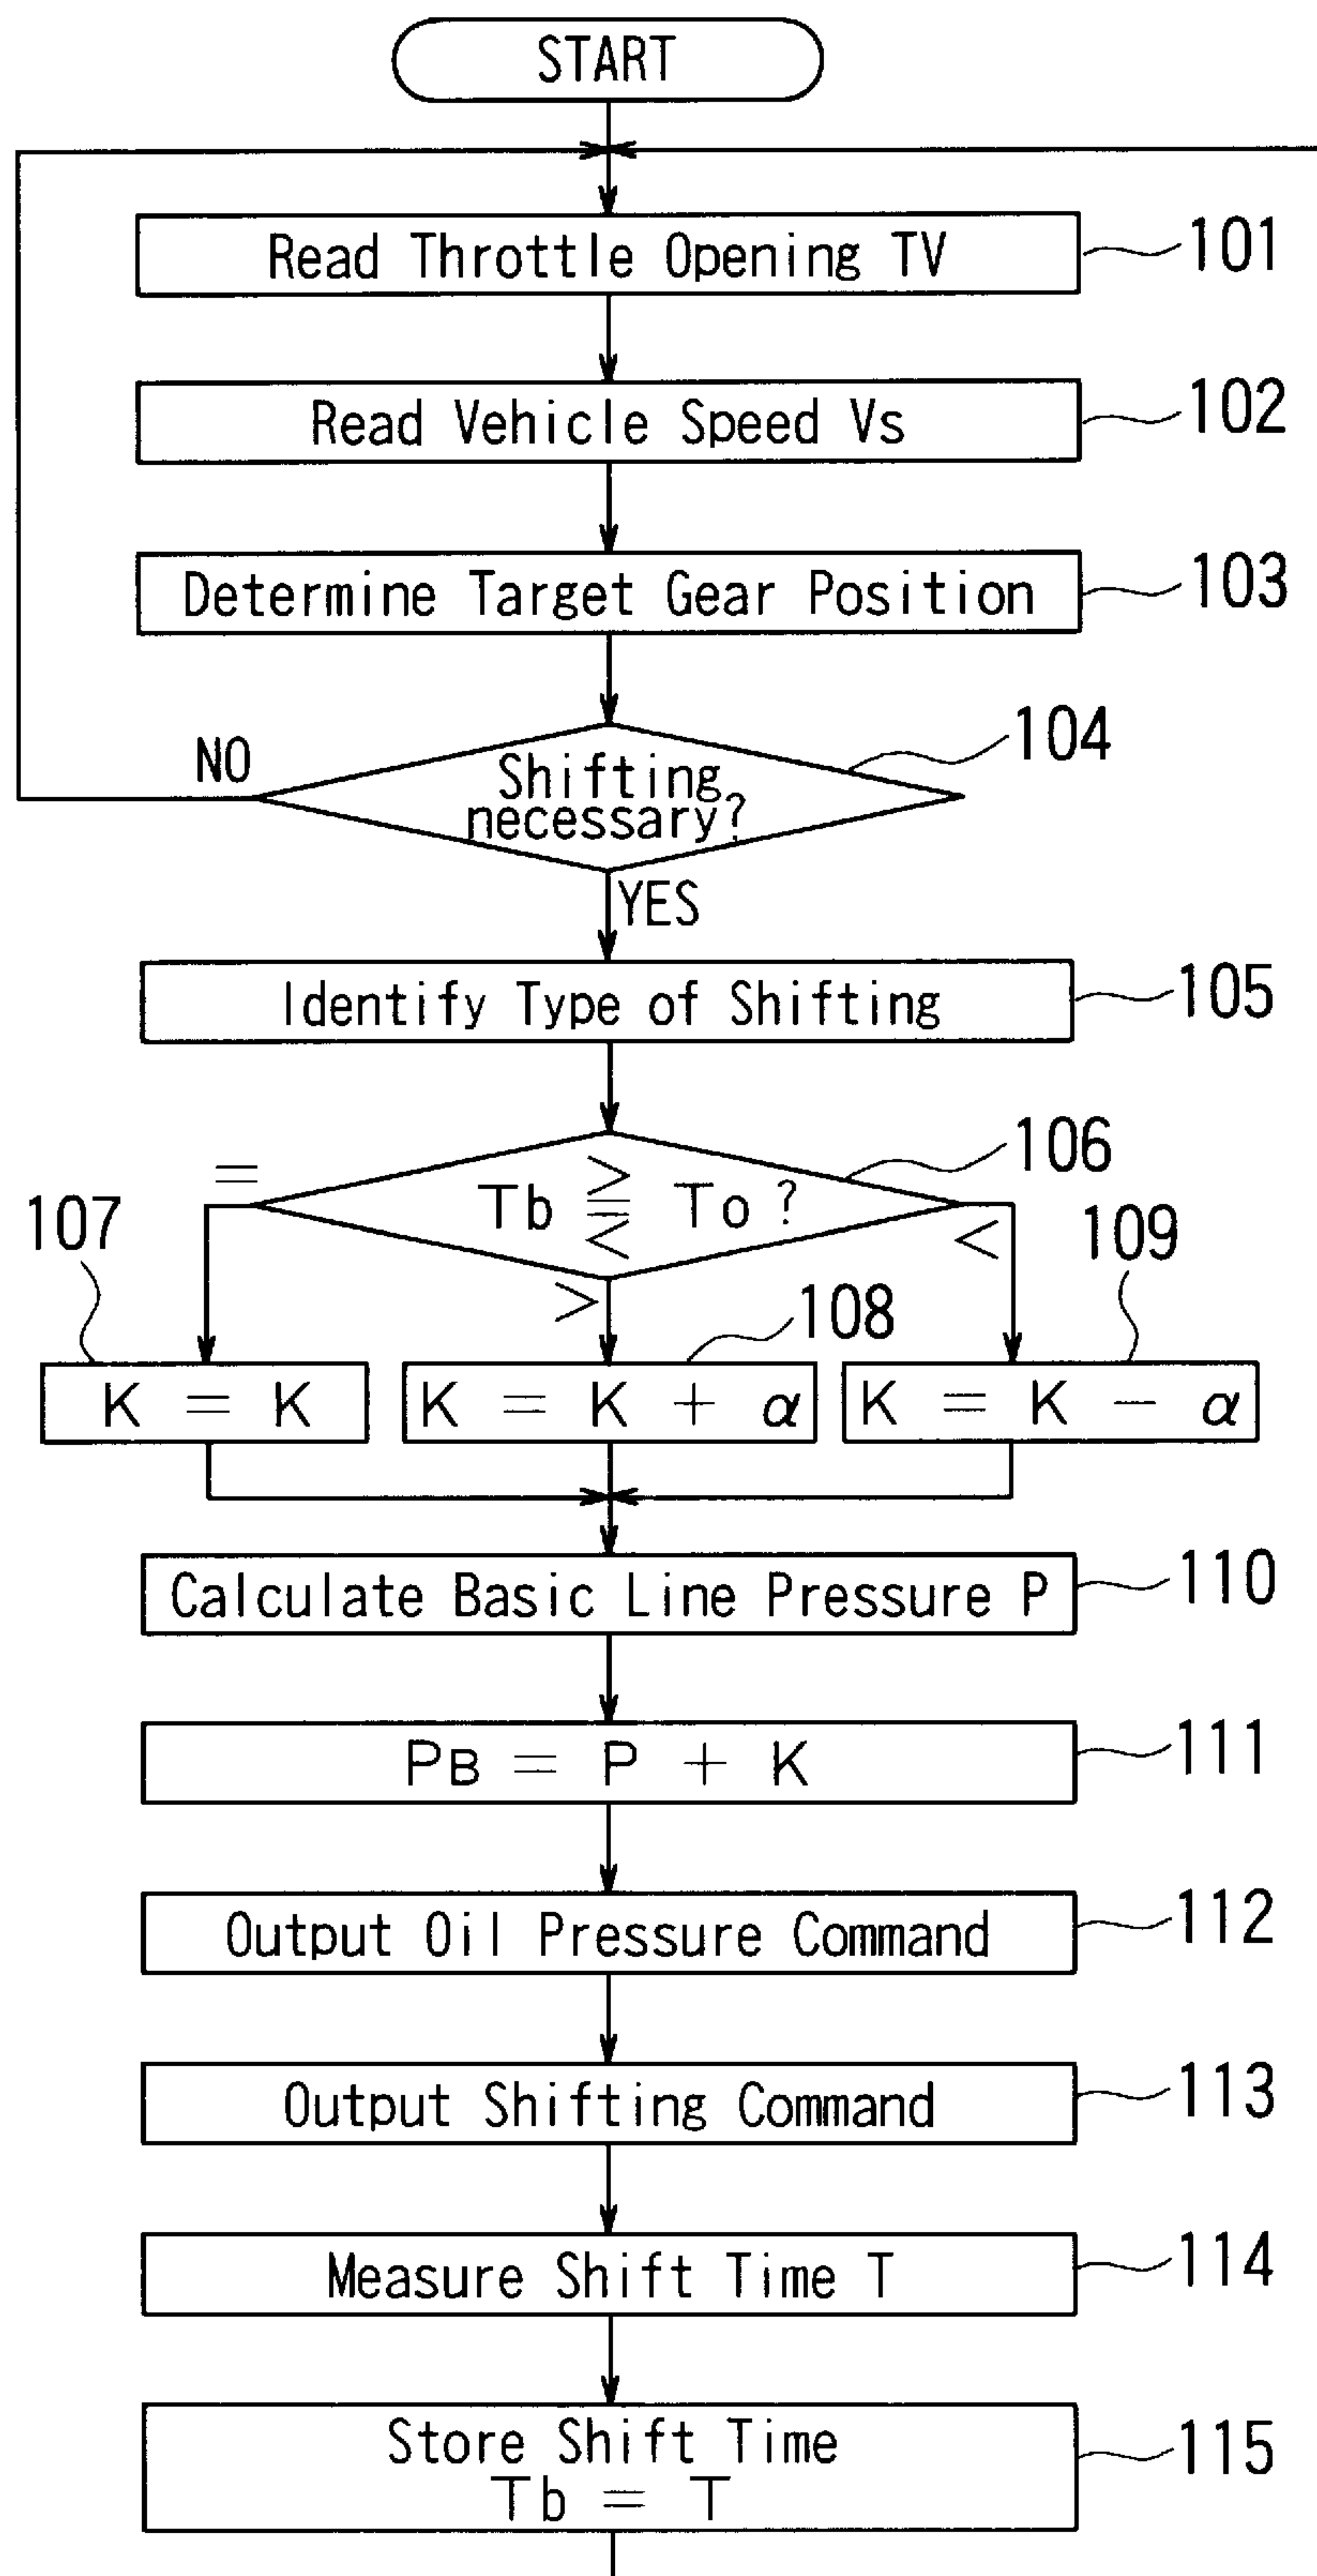 START
Read Throttle Opening TV
101
Read Vehicle Speed Vs
102
Determine Target Gear Position
103
NO
Shifting
necessary?
104
YES
Identify Type of Shifting
105
=
Tb >=< To ?
106
<
>
107
108
109
K = K
K = K + α
K = K - α
Calculate Basic Line Pressure P
110
PB = P + K
111
Output Oil Pressure Command
112
Output Shifting Command
113
Measure Shift Time T
114
Store Shift Time
Tb = T
115